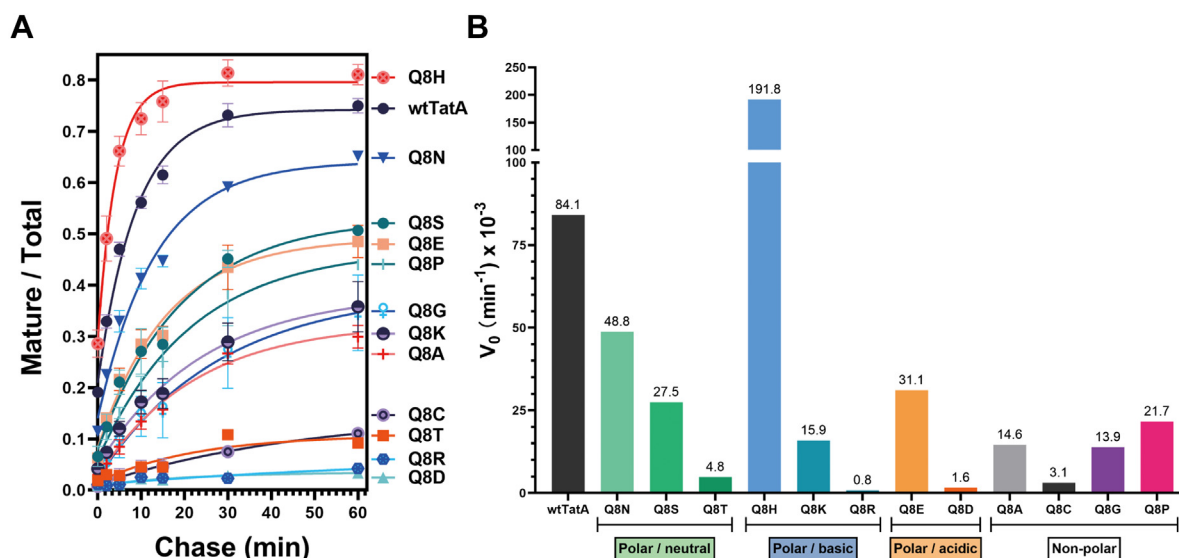 A
Mature / Total
0.8
0.7
0.6
0.5
0.4
0.3
0.2
0.1
0.0
0 10 20 30 40 50 60
Chase (min)
Q8H
wtTatA
Q8N
Q8S
Q8E
Q8P
Q8G
Q8K
Q8A
Q8C
Q8T
Q8R
Q8D
B
V0 (min-1) x 10-3
250
200
150
100
100
75
50
25
0
84.1
48.8
27.5
4.8
191.8
15.9
0.8
31.1
1.6
14.6
3.1
13.9
21.7
wtTatA Q8N Q8S Q8T Q8H Q8K Q8R Q8E Q8D Q8A Q8C Q8G Q8P
Polar / neutral Polar / basic Polar / acidic Non-polar